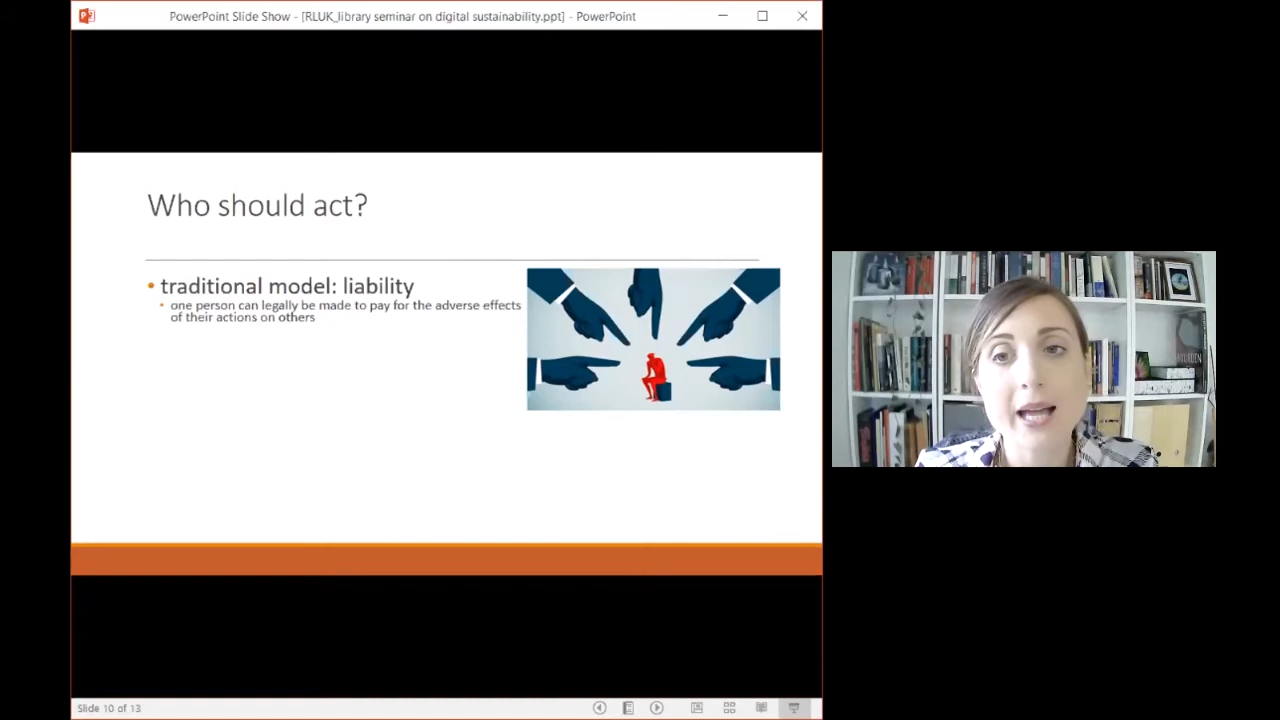 PowerPoint Slide Show - [RLUK_library seminar on digital sustainability.ppt] - PowerPoint
Who should act?
• traditional model: liability
• one person can legally be made to pay for the adverse effects
of their actions on others
Slide 10 of 13